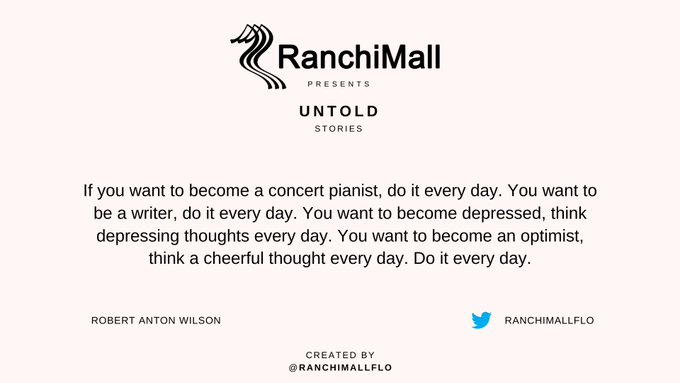 RanchiMall
PRESENTS
UNTOLD
STORIES
If you want to become a concert pianist, do it every day. You want to
be a writer, do it every day. You want to become depressed, think
depressing thoughts every day. You want to become an optimist,
think a cheerful thought every day. Do it every day.
ROBERT ANTON WILSON
RANCHIMALLFLO
CREATED BY
@RANCHIMALLFLO